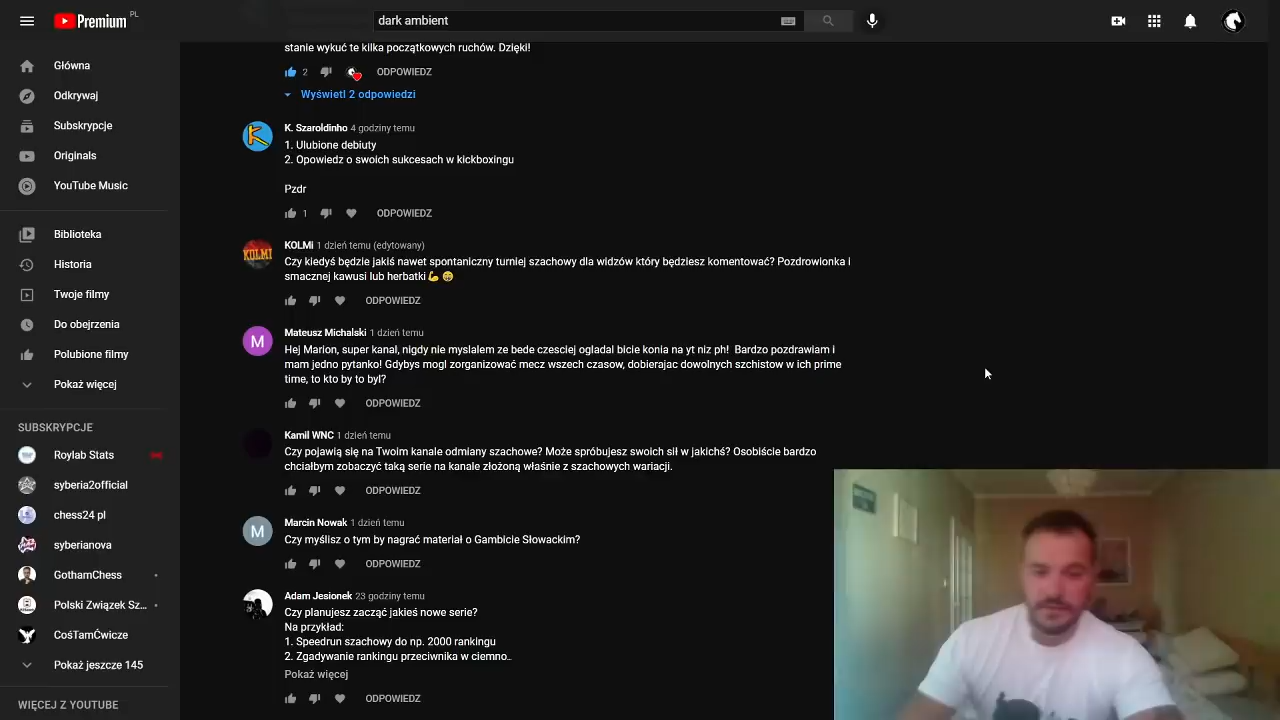 Premium PL
dark ambient
Główna
Odkrywaj
Subskrypcje
Originals
YouTube Music
Biblioteka
Historia
Twoje filmy
Do obejrzenia
Polubione filmy
Pokaż więcej
SUBSKRYPCJE
Roylab Stats
syberia2official
chess24 pl
syberianova
GothamChess
Polski Związek Sz...
CośTamĆwicze
Pokaż jeszcze 145
WIĘCEJ Z YOUTUBE
stanie wykuć te kilka początkowych ruchów. Dzięki!
2 ODPOWIEDZ
Wyświetl 2 odpowiedzi
K. Szaroldinho 4 godziny temu
1. Ulubione debiuty
2. Opowiedz o swoich sukcesach w kickboxingu
Pzdr
1 ODPOWIEDZ
KOLMI
KOLMi 1 dzień temu (edytowany)
Czy kiedyś będzie jakiś nawet spontaniczny turniej szachowy dla widzów który będziesz komentować? Pozdrowionka i
smacznej kawusi lub herbatki💪😁
ODPOWIEDZ
M
Mateusz Michalski 1 dzień temu
Hej Marion, super kanal, nigdy nie myslalem ze bede czesciej ogladal bicie konia na yt niz ph! Bardzo pozdrawiam i
mam jedno pytanko! Gdybys mogl zorganizować mecz wszech czasow, dobierajac dowolnych szchistow w ich prime
time, to kto by to byl?
ODPOWIEDZ
Kamil WNC 1 dzień temu
Czy pojawią się na Twoim kanale odmiany szachowe? Może spróbujesz swoich sił w jakichś? Osobiście bardzo
chciałbym zobaczyć taką serie na kanale złożoną właśnie z szachowych wariacji.
ODPOWIEDZ
M
Marcin Nowak 1 dzień temu
Czy myślisz o tym by nagrać materiał o Gambicie Słowackim?
ODPOWIEDZ
Adam Jesionek 23 godziny temu
Czy planujesz zacząć jakieś nowe serie?
Na przykład:
1. Speedrun szachowy do np. 2000 rankingu
2. Zgadywanie rankingu przeciwnika w ciemno...
Pokaż więcej
ODPOWIEDZ